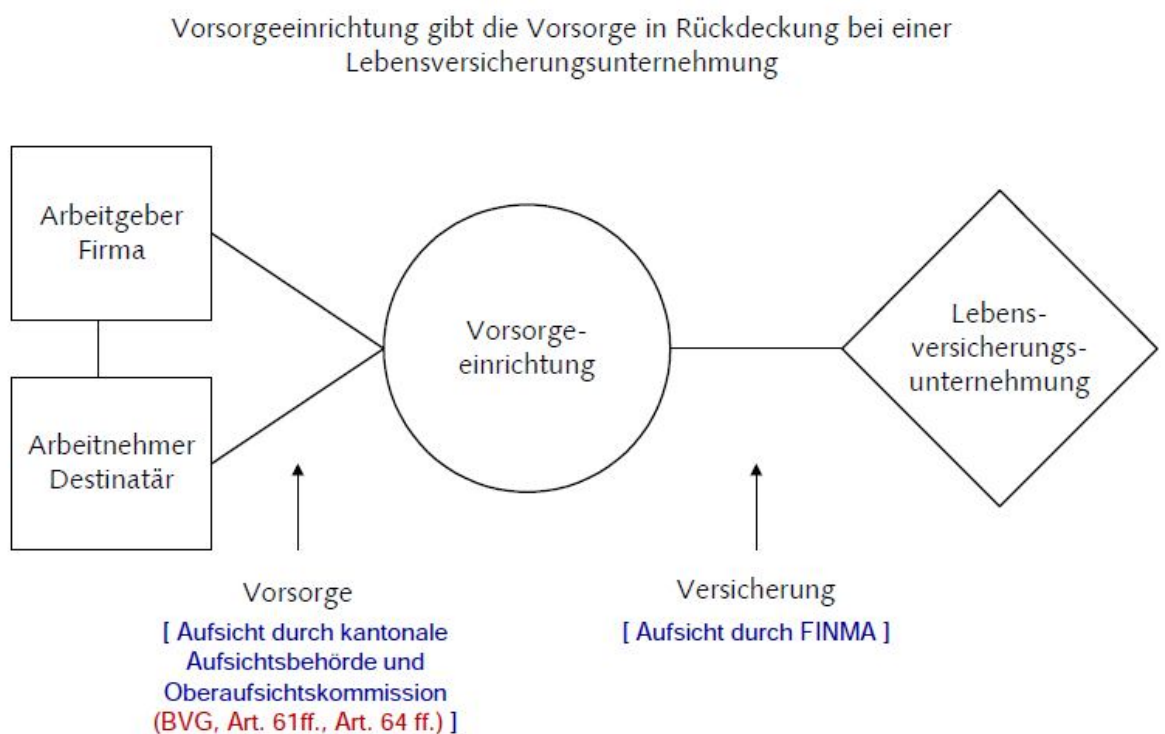 Vorsorgeeinrichtung gibt die Vorsorge in Rückdeckung bei einer
Lebensversicherungsunternehmung
Arbeitgeber
Firma
Arbeitnehmer
Destinatär
Vorsorge-
einrichtung
Lebens-
versicherungs-
unternehmung
Vorsorge
[ Aufsicht durch kantonale
Aufsichtsbehörde und
Oberaufsichtskommission
(BVG, Art. 61ff., Art. 64 ff.) ]
Versicherung
[ Aufsicht durch FINMA ]